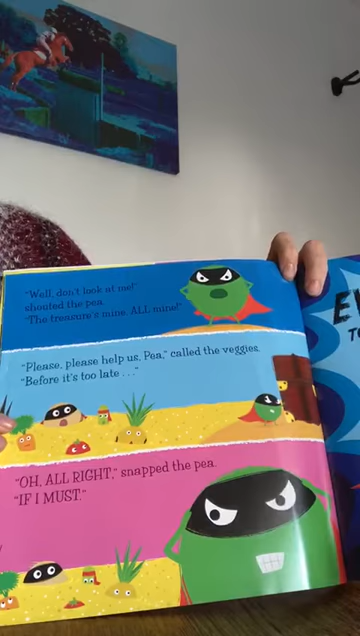 "Well, don't look at me!"
shouted the pea.
"The treasure's mine, ALL mine!"
"Please, please help us, Pea," called the veggies.
"Before it's too late . . ."
"OH, ALL RIGHT," snapped the pea.
"IF I MUST."